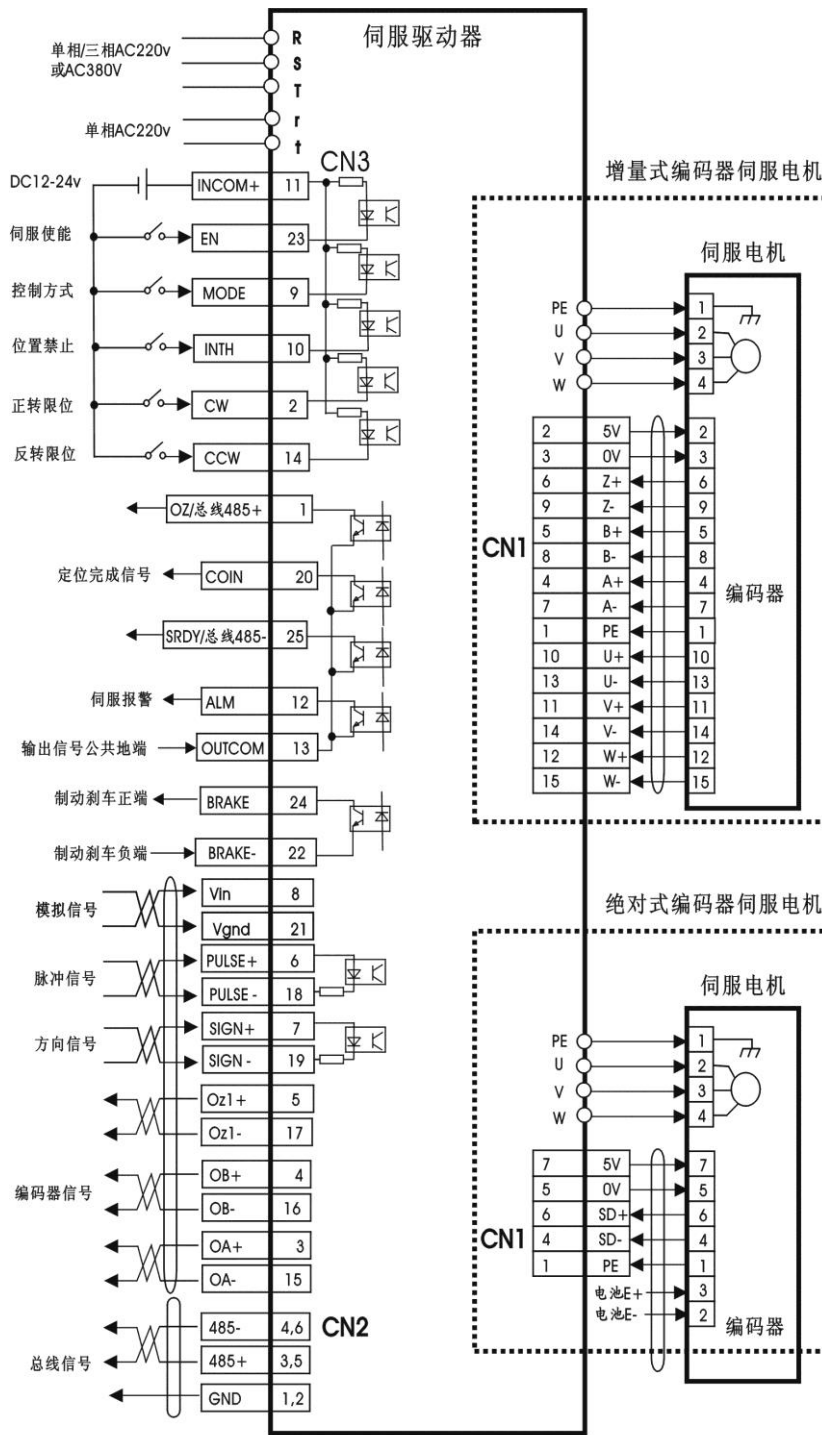 伺服驱动器
单相/三相AC220v
或AC380V
R
S
T
单相AC220v
r
t
CN3
DC12-24v
INCOM+ 11
伺服使能 EN 23
控制方式 MODE 9
位置禁止 INTH 10
正转限位 CW 2
反转限位 CCW 14
OZ/总线485+ 1
定位完成信号 COIN 20
SRDY/总线485- 25
伺服报警 ALM 12
输出信号公共地端 OUTCOM 13
制动刹车正端 BRAKE 24
制动刹车负端 BRAKE- 22
模拟信号
Vin 8
Vgnd 21
脉冲信号
PULSE+ 6
PULSE- 18
方向信号
SIGN+ 7
SIGN- 19
Oz1+ 5
Oz1- 17
编码器信号
OB+ 4
OB- 16
OA+ 3
OA- 15
总线信号
485- 4,6
485+ 3,5
GND 1,2
CN2
增量式编码器伺服电机
伺服电机
PE 1
U 2
V 3
W 4
CN1
2 5V 2
3 0V 3
6 Z+ 6
9 Z- 9
5 B+ 5
8 B- 8
4 A+ 4
7 A- 7
1 PE 1
10 U+ 10
13 U- 13
11 V+ 11
14 V- 14
12 W+ 12
15 W- 15
编码器
绝对式编码器伺服电机
伺服电机
PE 1
U 2
V 3
W 4
CN1
7 5V 7
5 0V 5
6 SD+ 6
4 SD- 4
1 PE 1
电池E+ 3
电池E- 2
编码器